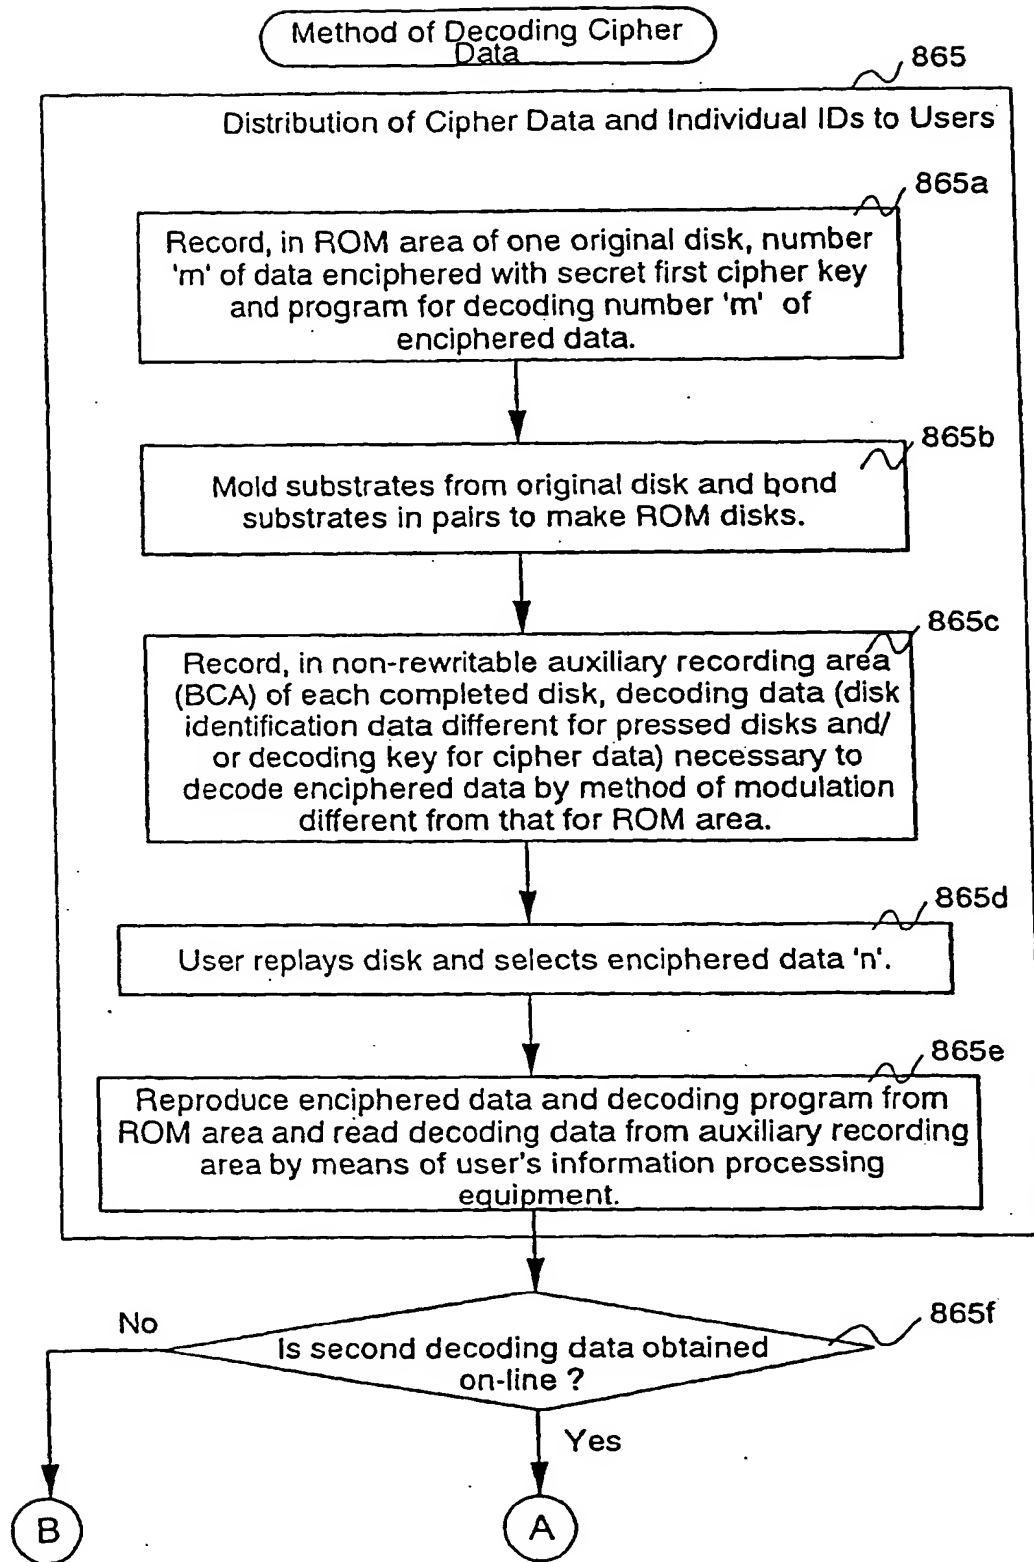 Method of Decoding Cipher
Data
865
Distribution of Cipher Data and Individual IDs to Users
865a
Record, in ROM area of one original disk, number
'm' of data enciphered with secret first cipher key
and program for decoding number 'm' of
enciphered data.
865b
Mold substrates from original disk and bond
substrates in pairs to make ROM disks.
865c
Record, in non-rewritable auxiliary recording area
(BCA) of each completed disk, decoding data (disk
identification data different for pressed disks and/
or decoding key for cipher data) necessary to
decode enciphered data by method of modulation
different from that for ROM area.
865d
User replays disk and selects enciphered data 'n'.
865e
Reproduce enciphered data and decoding program from
ROM area and read decoding data from auxiliary recording
area by means of user's information processing
equipment.
865f
No
Is second decoding data obtained
on-line ?
Yes
B
A